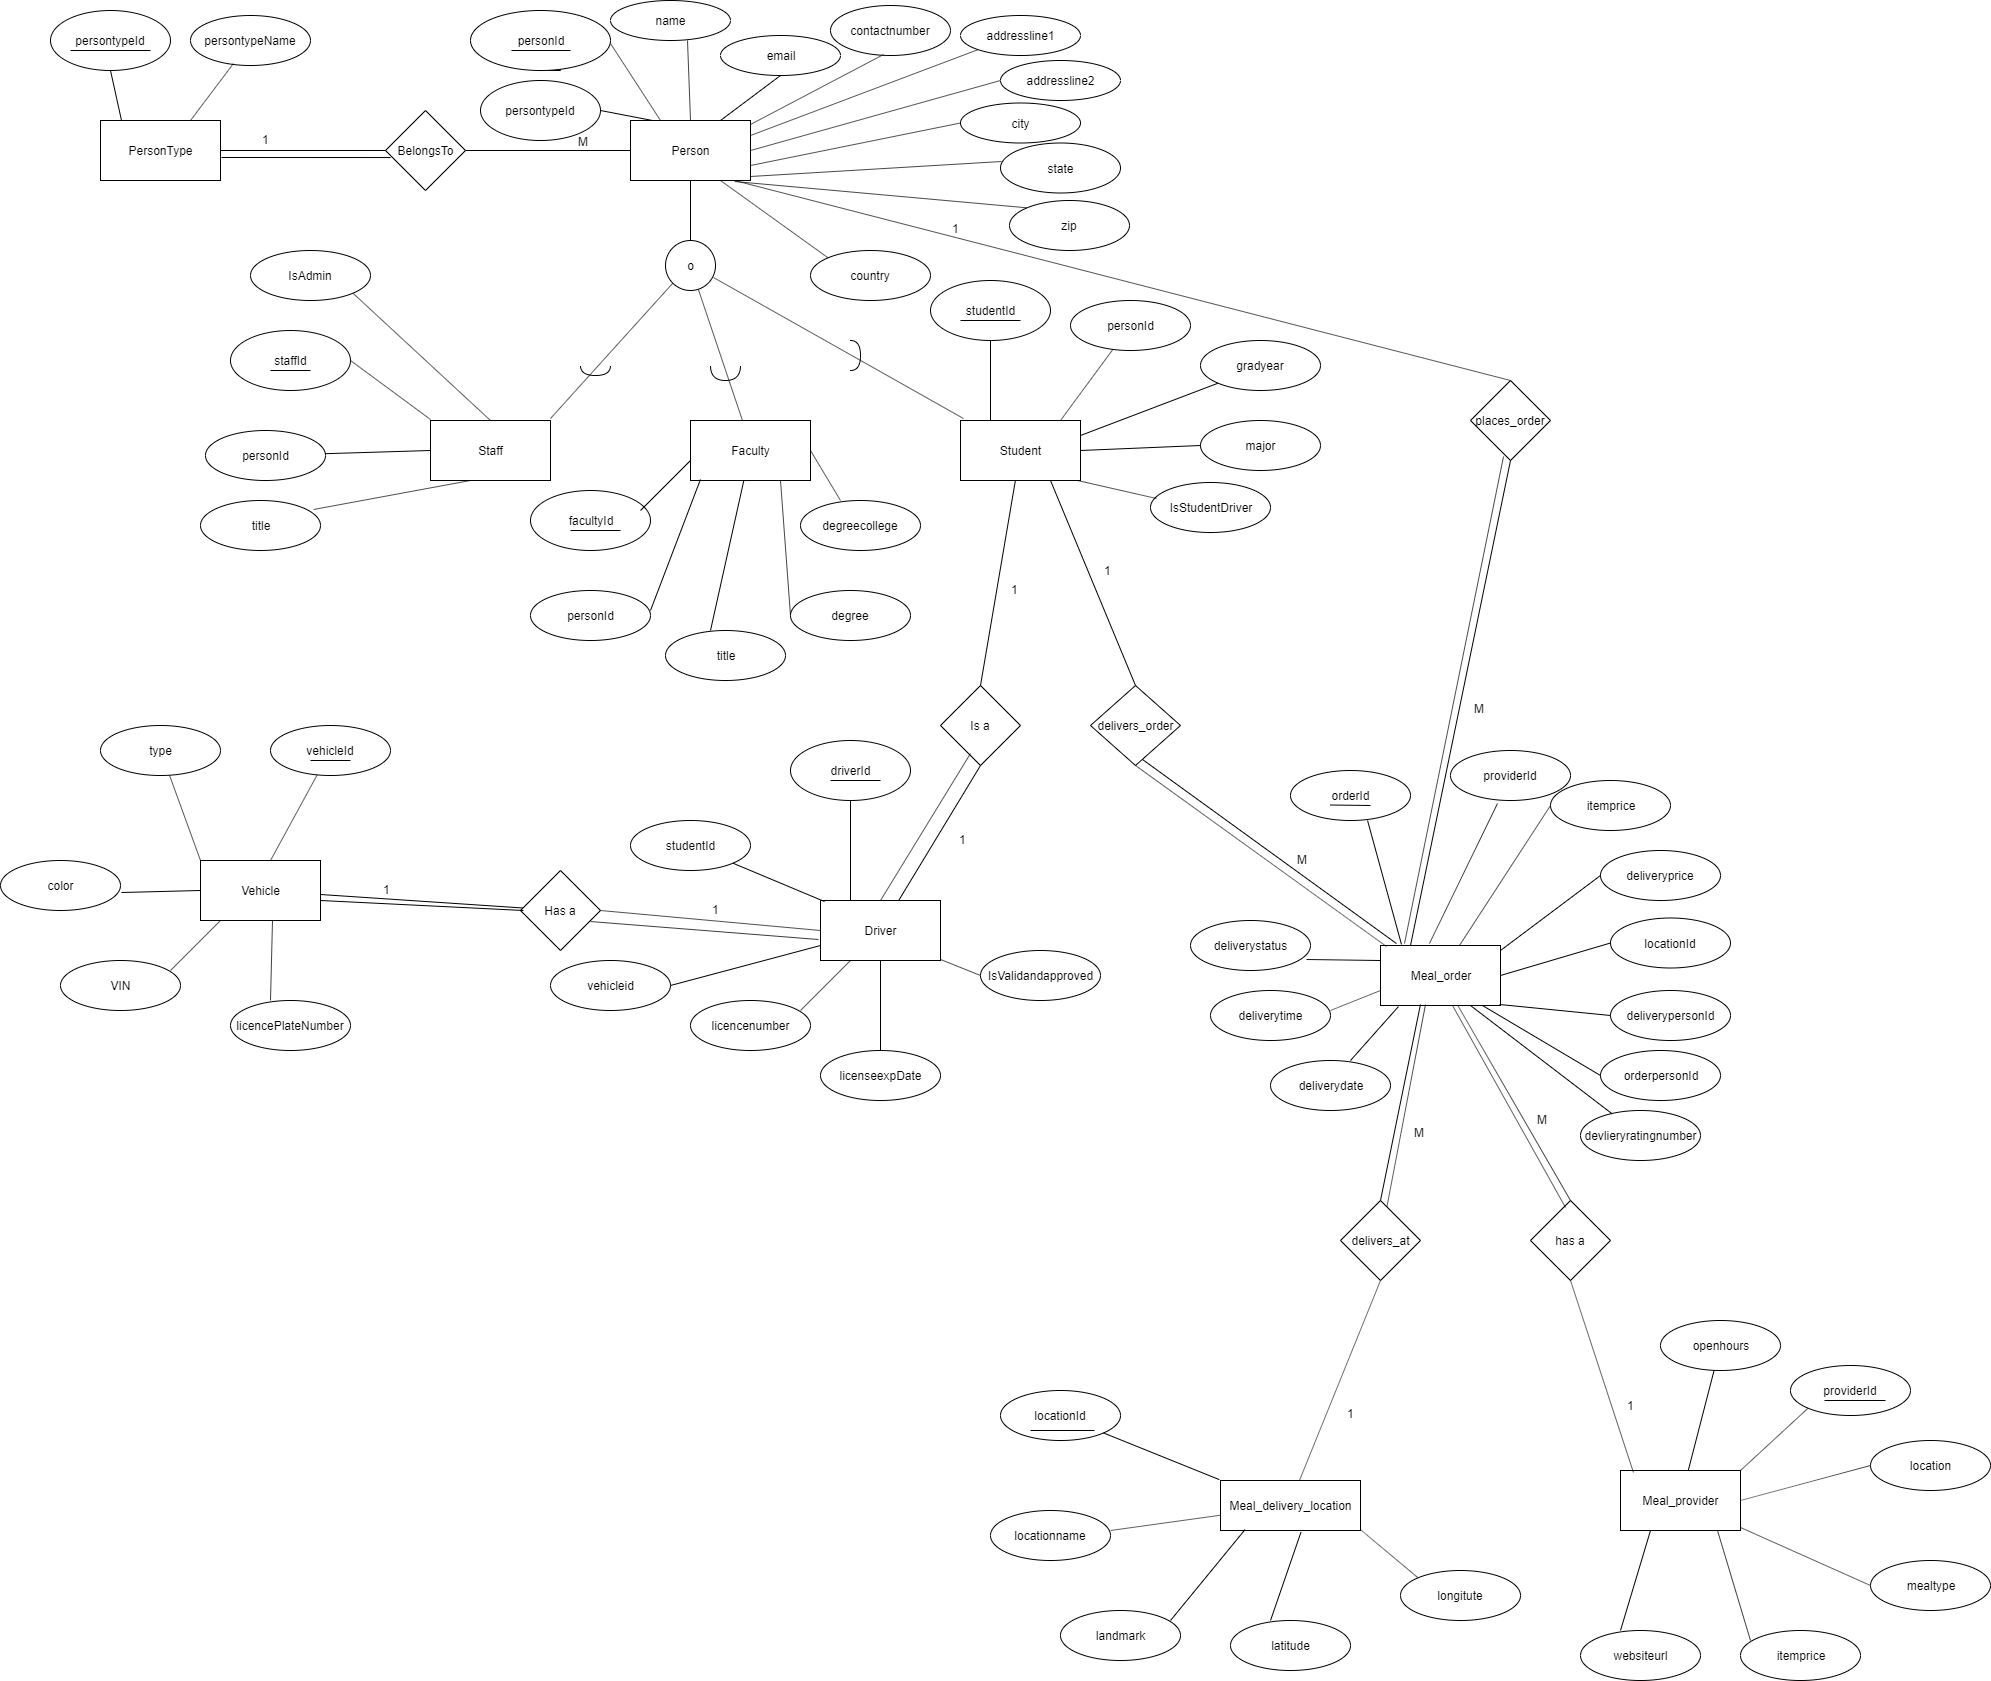 persontypeId
persontypeName
personId
name
email
contactnumber
addressline1
addressline2
persontypeId
city
PersonType
1
BelongsTo
M
Person
state
zip
1
IsAdmin
o
country
studentId
personId
staffId
gradyear
places_order
personId
Staff
Faculty
Student
major
title
facultyId
degreecollege
IsStudentDriver
1
1
personId
degree
title
M
type
vehicleId
Is a
delivers_order
driverId
orderId
providerId
itemprice
studentId
1
M
color
Vehicle
1
Has a
1
Driver
deliveryprice
deliverystatus
locationId
Meal_order
VIN
vehicleid
IsValidandapproved
licencePlateNumber
licencenumber
deliverytime
deliverypersonId
licenseexpDate
deliverydate
orderpersonId
M
M
devlieryratingnumber
delivers_at
has a
openhours
providerId
locationId
1
1
location
Meal_delivery_location
Meal_provider
locationname
longitute
mealtype
landmark
latitude
websiteurl
itemprice